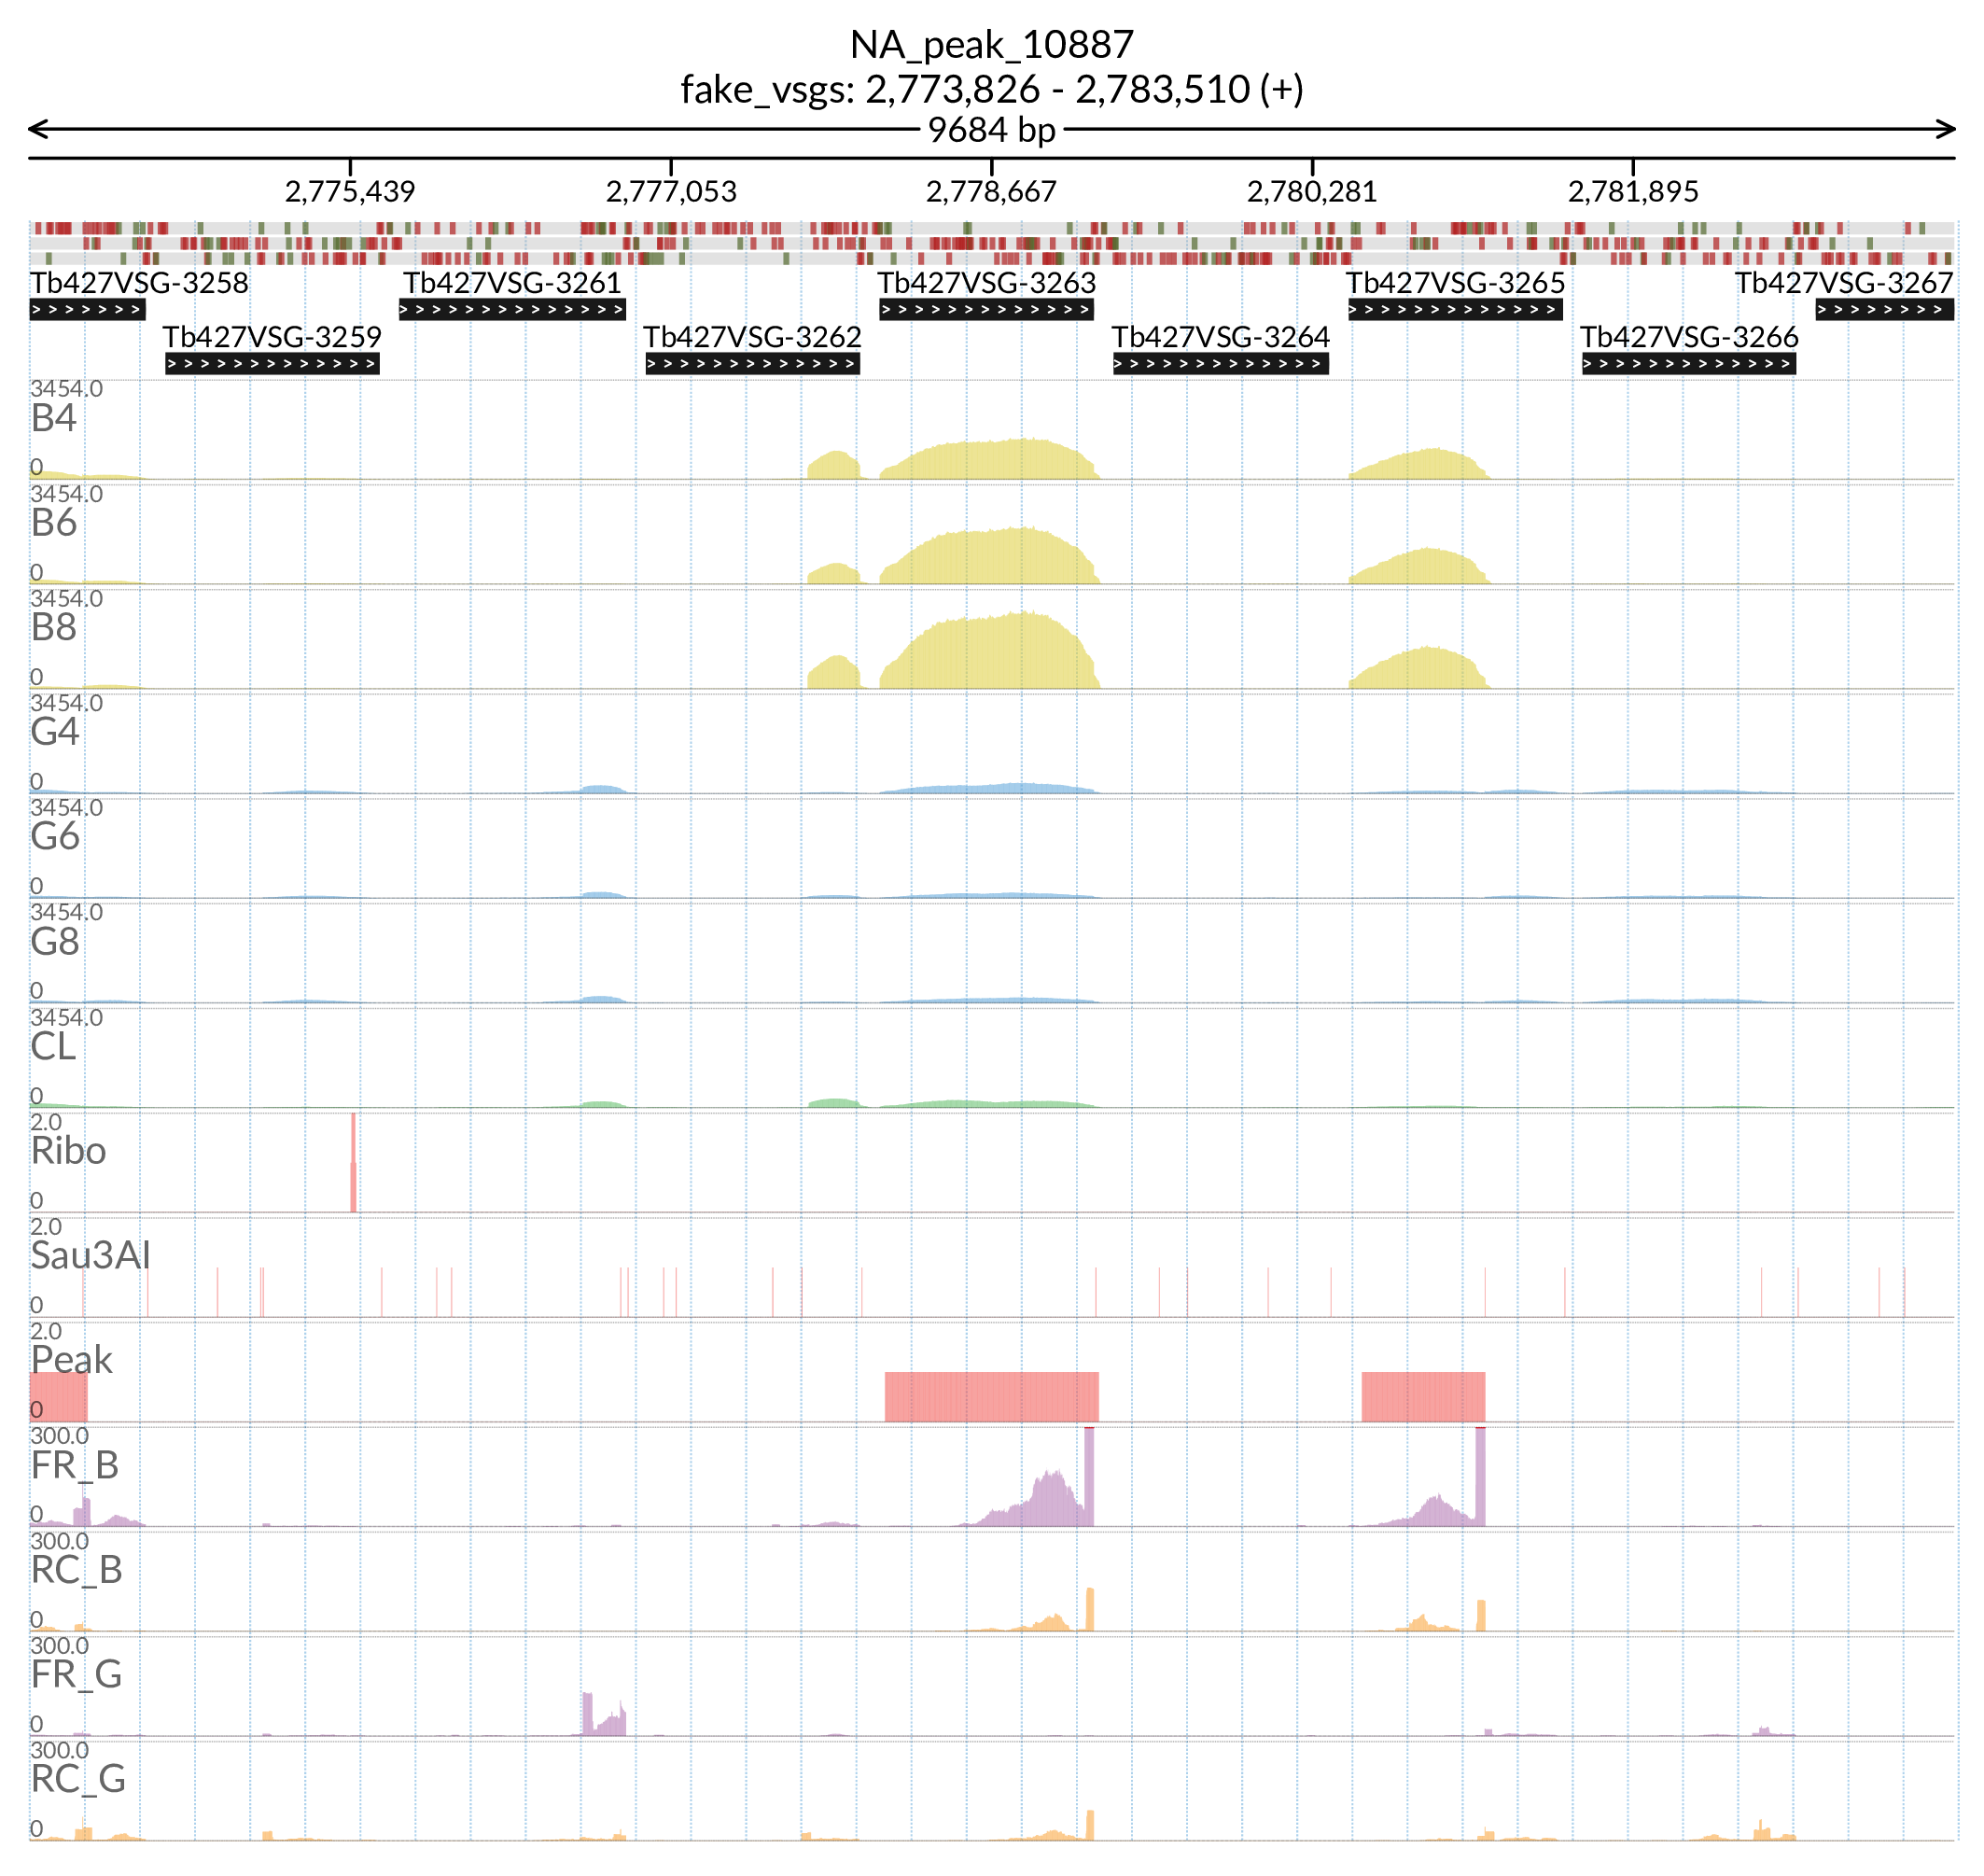 NA_peak_10887
fake_vsgs: 2,773,826 - 2,783,510 (+)
9684 bp
2,775,439 2,777,053 2,778,667 2,780,281 2,781,895
Tb427VSG-3258 Tb427VSG-3261 Tb427VSG-3263 Tb427VSG-3265 Tb427VSG-3267
Tb427VSG-3259 Tb427VSG-3262 Tb427VSG-3264 Tb427VSG-3266
3454.0
B4
0
3454.0
B6
0
3454.0
B8
0
3454.0
G4
0
3454.0
G6
0
3454.0
G8
0
3454.0
CL
0
2.0
Ribo
0
2.0
Sau3AI
0
2.0
Peak
0
300.0
FR_B
0
300.0
RC_B
0
300.0
FR_G
0
300.0
RC_G
0